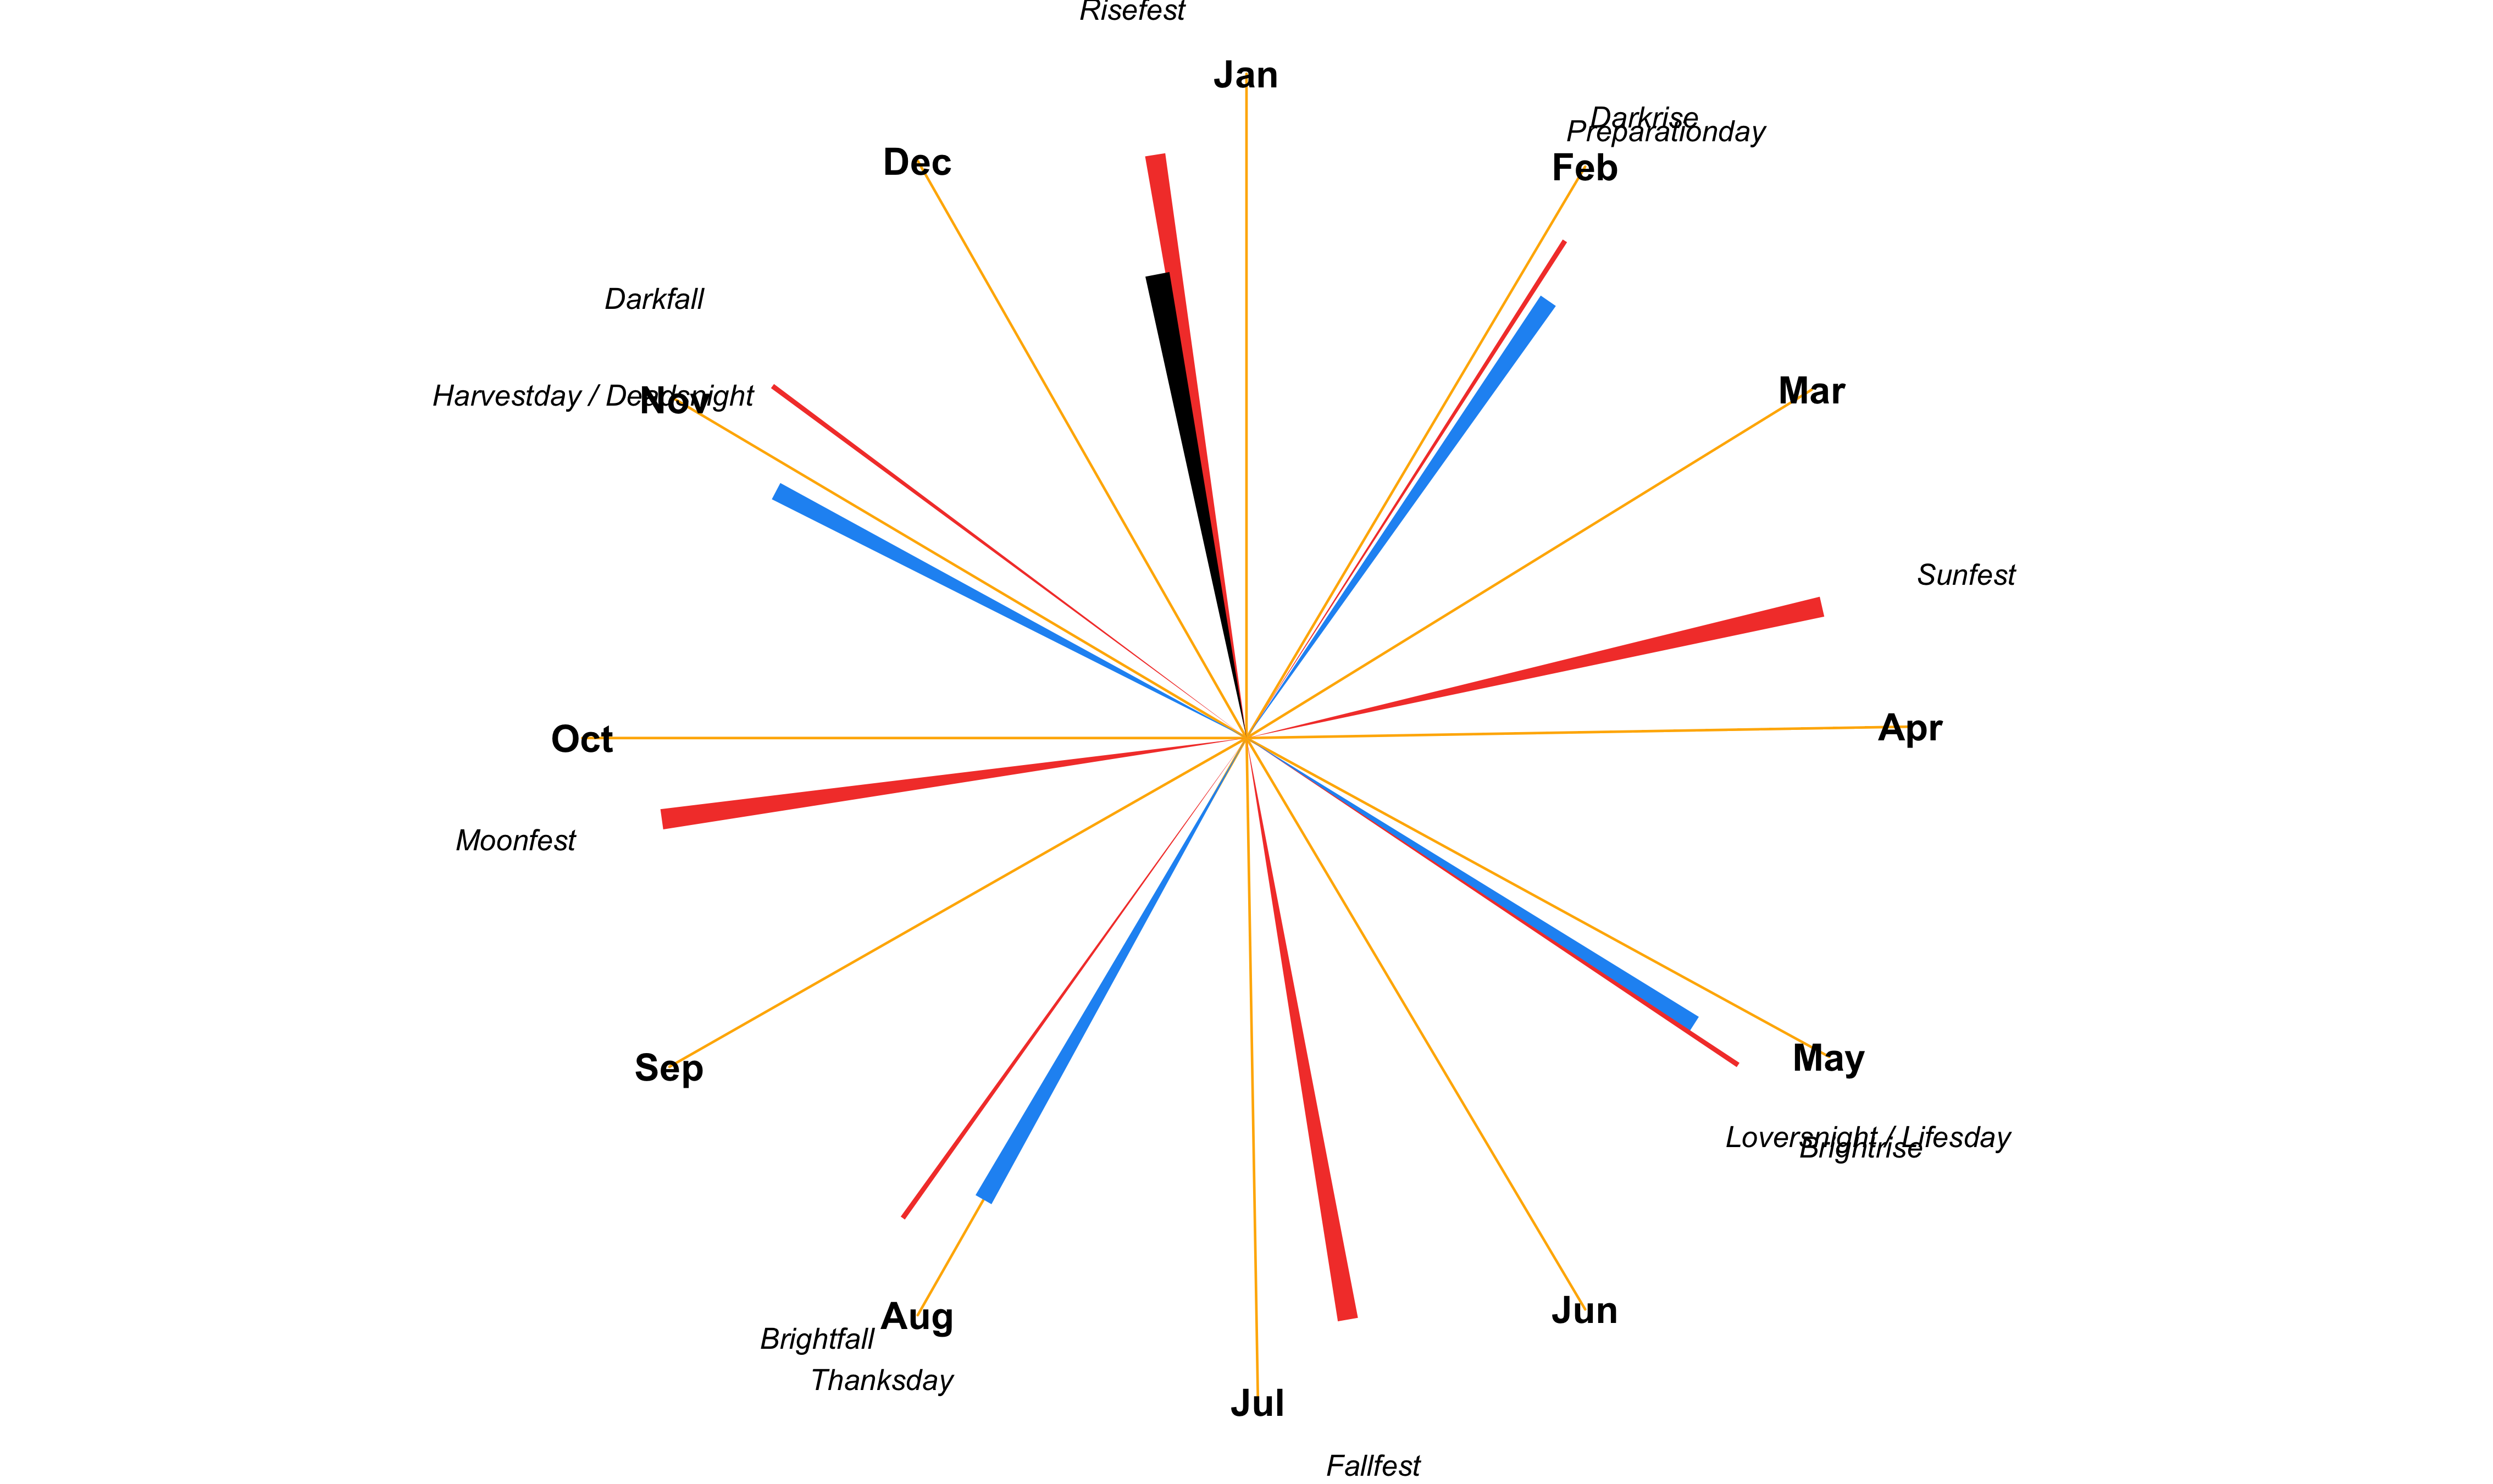 Risefest
Jan
Darkrise
Preparationday
Dec
Feb
Darkfall
Mar
Harvestday / Deadsnight
Nov
Sunfest
Apr
Oct
Moonfest
May
Sep
Loversnight / Lifesday
Brightrise
Jun
Aug
Brightfall
Thanksday
Jul
Fallfest